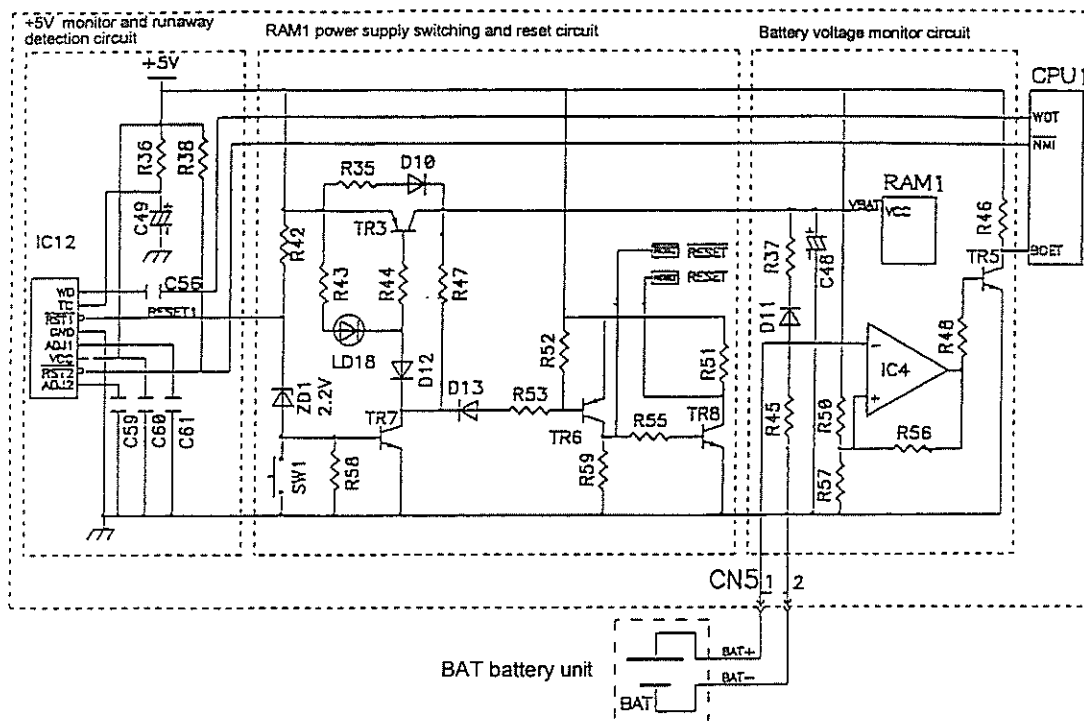 +5V monitor and runaway
detection circuit
RAM1 power supply switching and reset circuit
Battery voltage monitor circuit
+5V
CPU1
WDT
NMI
R36
R38
C49
IC12
WD
TC
RST1
GND
ADJ1
VCC
RST2
ADJ2
C56
RESET1
C59
C60
C61
R42
R35
D10
TR3
R43
R44
R47
LD18
D12
D13
ZD1
2.2V
TR7
SW1
R58
R53
R52
TR6
R59
R55
TR8
R51
RESET
RESET
VBAT
RAM1
VCC
R37
C48
D11
R45
R50
R57
IC4
-
+
R56
R48
R46
TR5
CN5
1
2
BAT battery unit
BAT+
BAT-
BAT